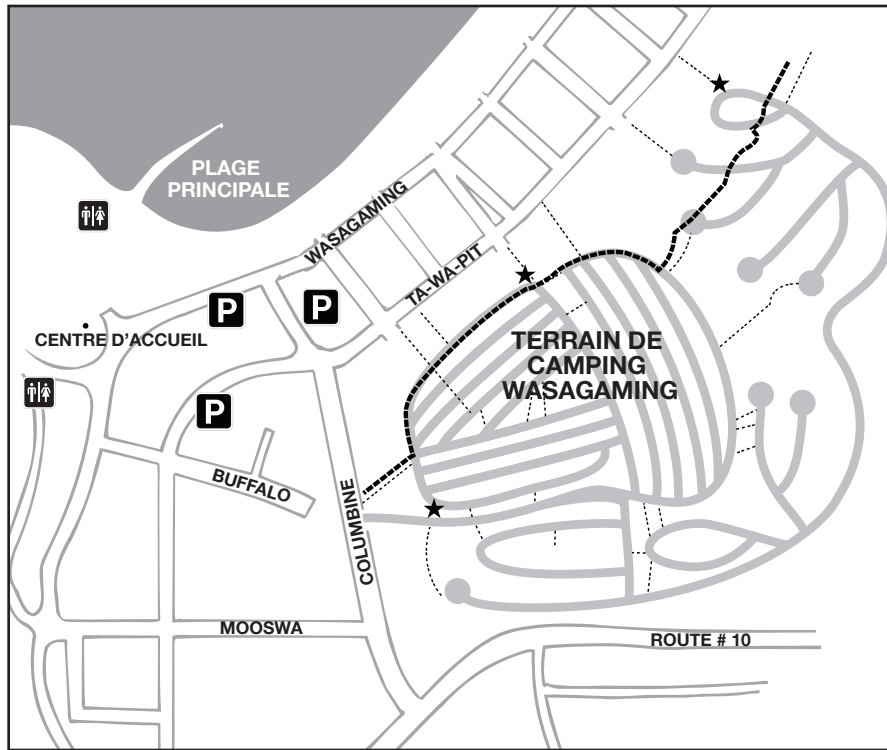 PLAGE
PRINCIPALE
WASAGAMING
TA-WA-PIT
P
P
CENTRE D'ACCUEIL
TERRAIN DE
CAMPING
WASAGAMING
P
BUFFALO
COLUMBINE
MOOSWA
ROUTE # 10